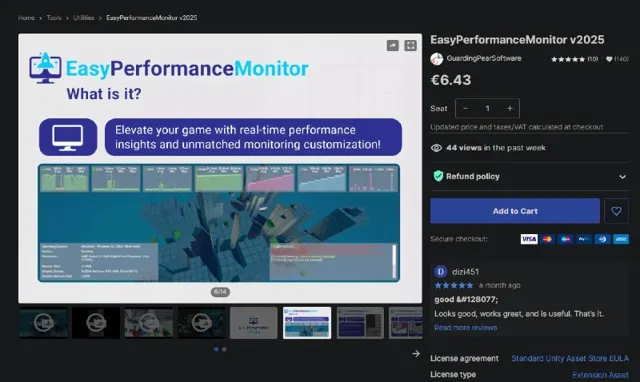 Home > Tools > Utilities > EasyPerformanceMonitor v2025
EasyPerformanceMonitor
What is it?
Elevate your game with real-time performance
insights and unmatched monitoring customization!
6/14
EasyPerformanceMonitor v2025
GuardingPearSoftware
(10)
(140)
€6.43
Seat
− 1 +
Updated price and taxes/VAT calculated at checkout
44 views in the past week
Refund policy
Add to Cart
Secure checkout:
VISA
D
dizi451
a month ago
good &#128077;
Looks good, works great, and is useful. That's it.
Read more reviews
License agreement
Standard Unity Asset Store EULA
License type
Extension Asset